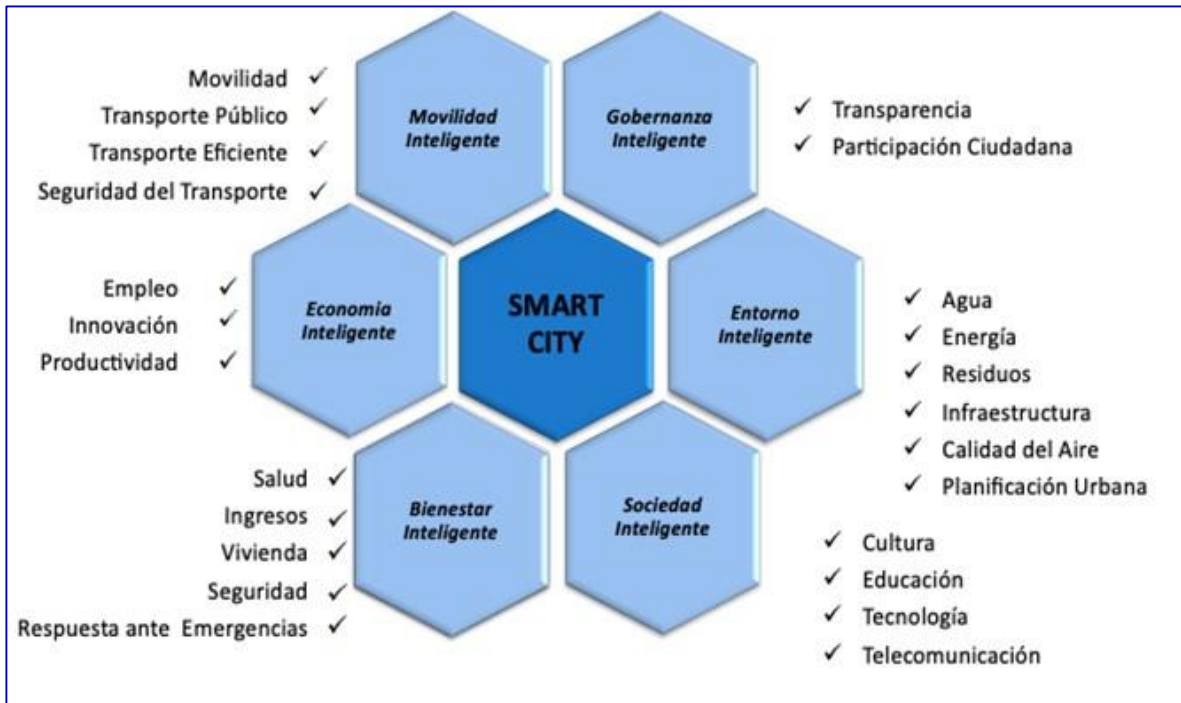 Movilidad
Transporte Público
Transporte Eficiente
Seguridad del Transporte
Movilidad
Inteligente
Gobernanza
Inteligente
Transparencia
Participación Ciudadana
Empleo
Innovación
Productividad
Economia
Inteligente
SMART
CITY
Entorno
Inteligente
Agua
Energía
Residuos
Infraestructura
Calidad del Aire
Planificación Urbana
Salud
Ingresos
Vivienda
Seguridad
Respuesta ante Emergencias
Bienestar
Inteligente
Sociedad
Inteligente
Cultura
Educación
Tecnología
Telecomunicación